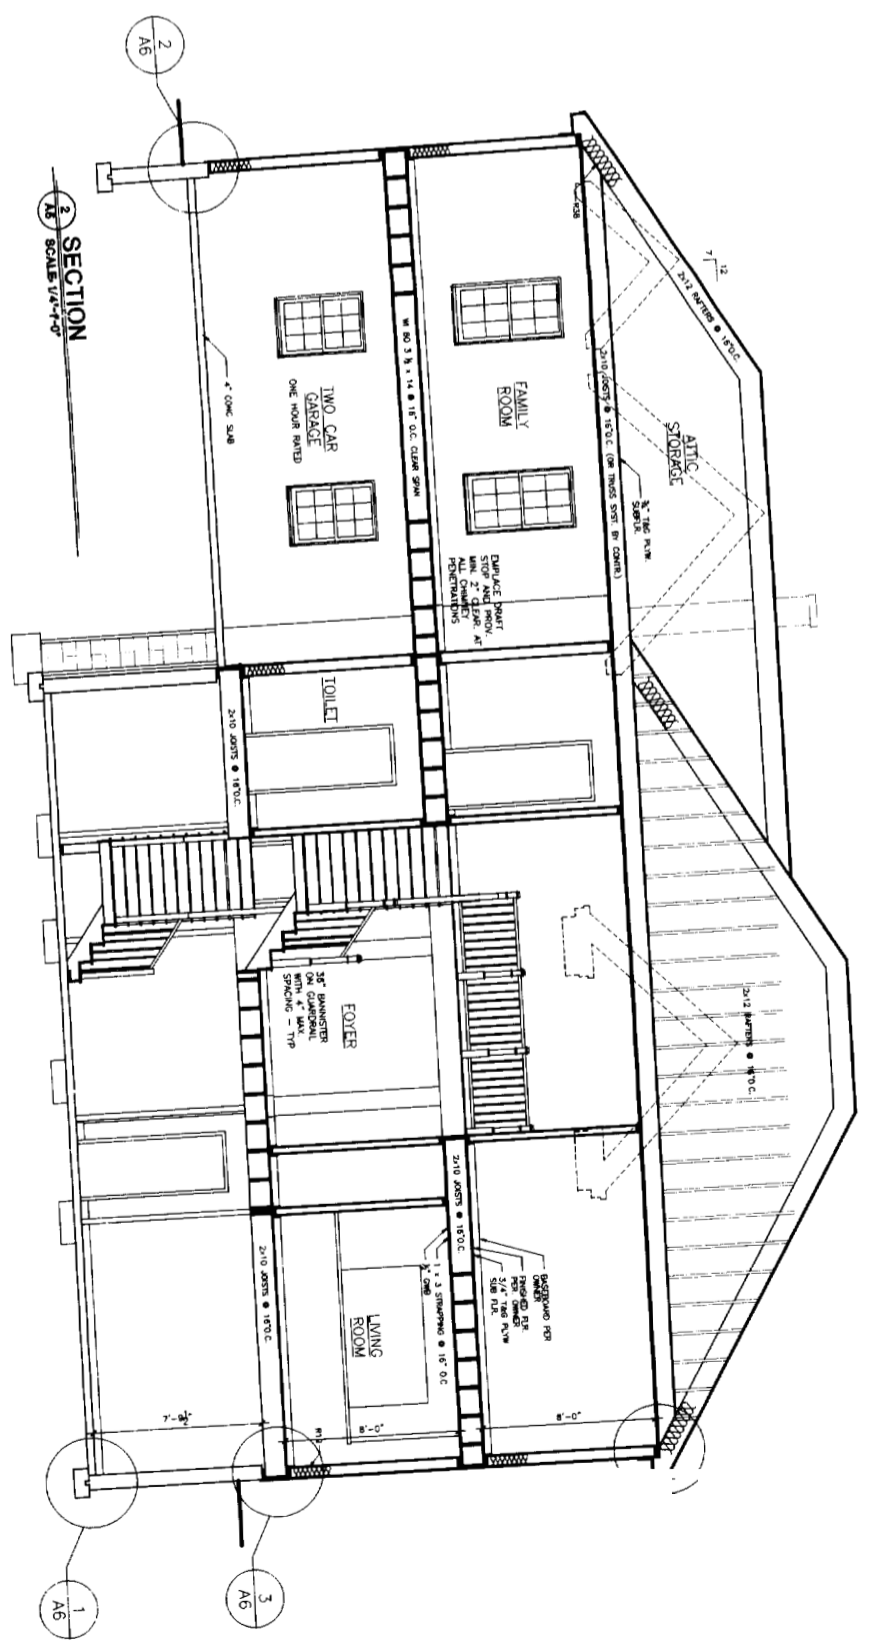 2
A6
12
7
2x12 RAFTERS @ 16"O.C.
R38
ATTIC
STORAGE
2x10 JOISTS @ 16"O.C. (OR TRUSS SYST. BY CONTR.)
3/4" T&G PLYW.
SUBFLR.
2x12 RAFTERS @ 16"O.C.
FAMILY
ROOM
EMPLACE DRAFT
STOP AND PROV.
MIN. 2" CLEAR. AT
ALL CHIMNEY
PENETRATIONS
8'-0"
BASEBOARD PER
OWNER
FINISHED FLR.
PER OWNER
3/4" T&G PLYW
SUB FLR.
x 14 @ 16" O.C. CLEAR SPAN
2x10 JOISTS @ 16"O.C.
1 x 3 STRAPPING @ 16" O.C
½" GWB
TWO CAR
GARAGE
ONE HOUR RATED
TOILET
FOYER
36" BANNISTER
ON GUARDRAIL
WITH 4" MAX.
SPACING - TYP
LIVING
ROOM
8'-0"
4" CONC SLAB
2x10 JOISTS @ 16"O.C.
2x10 JOISTS @ 16"O.C.
3
A6
1
A6
2
A5
SECTION
SCALE 1/4"-1'-0"